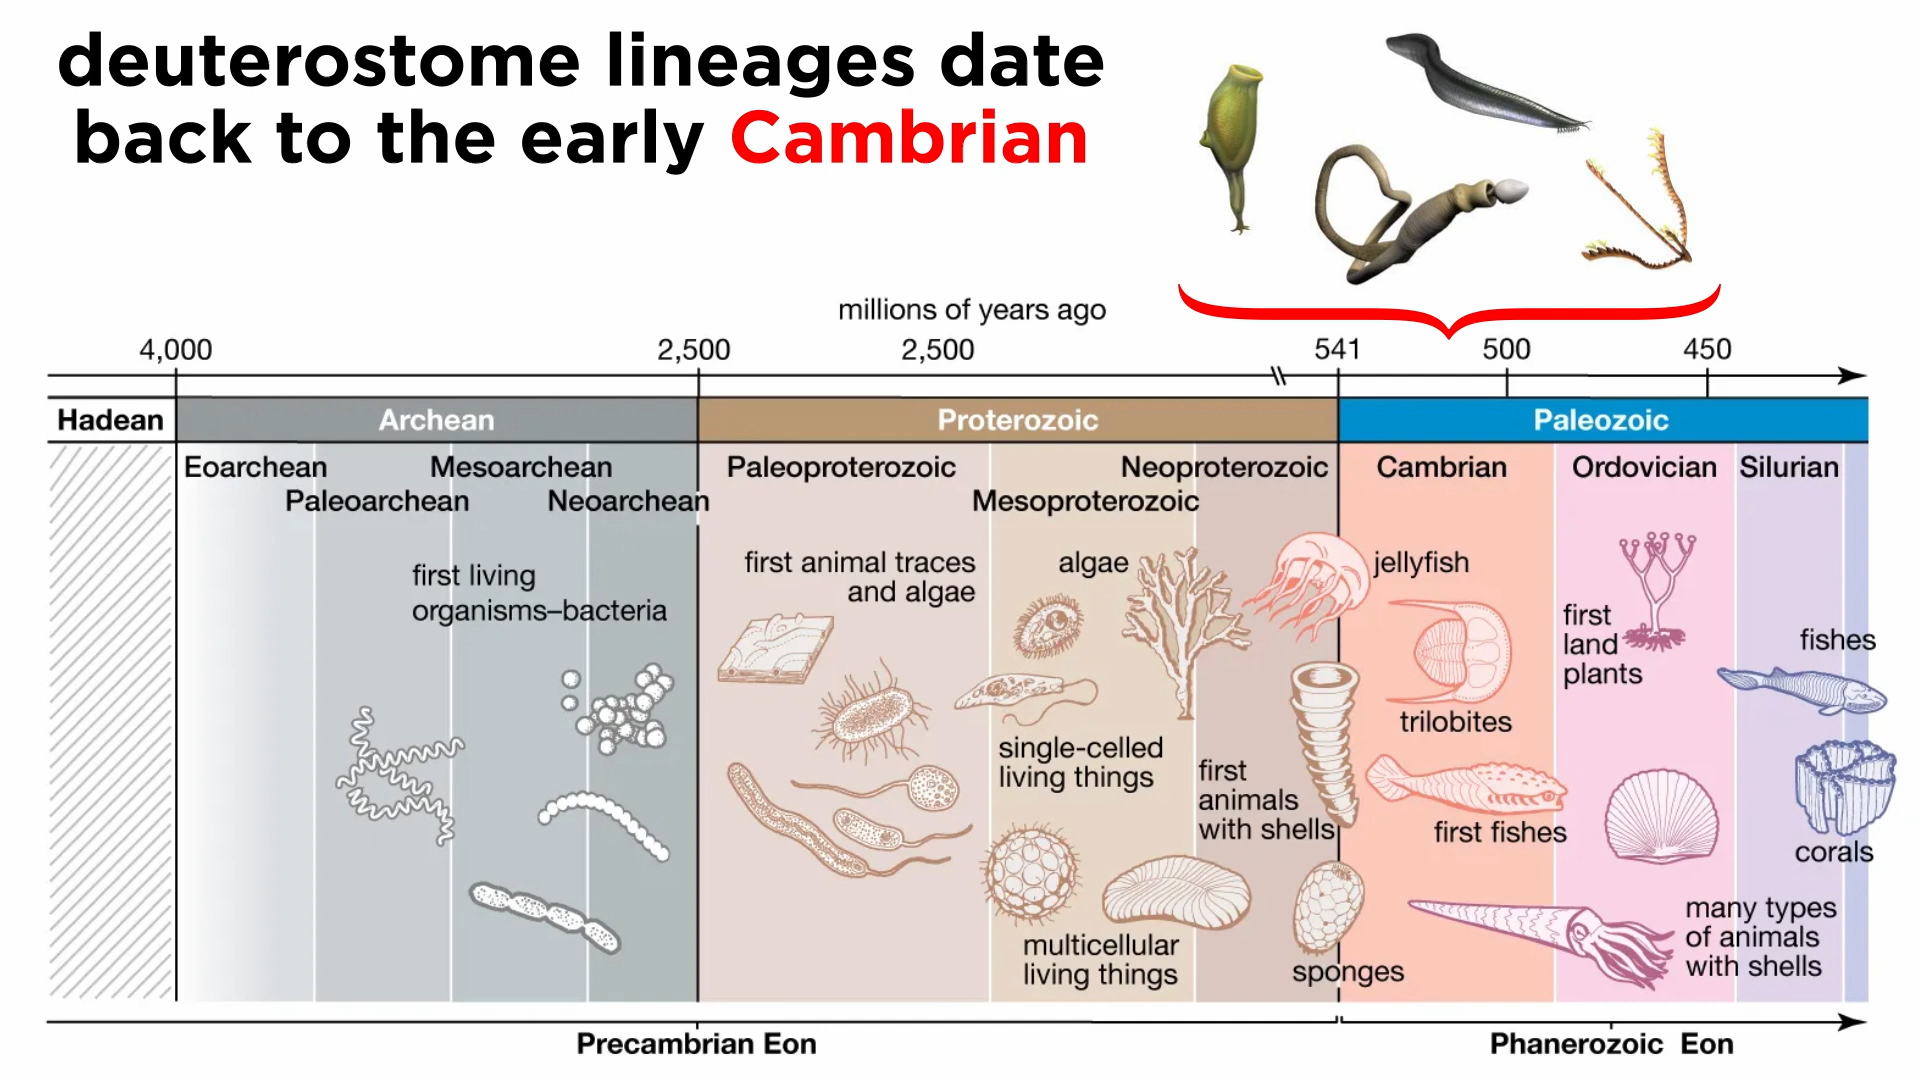 deuterostome lineages date
back to the early Cambrian
millions of years ago
4,000
2,500
2,500
541
500
450
Hadean
Archean
Proterozoic
Paleozoic
Eoarchean
Mesoarchean
Paleoarchean
Neoarchean
Paleoproterozoic
Neoproterozoic
Mesoproterozoic
Cambrian
Ordovician
Silurian
first living
organisms–bacteria
first animal traces
and algae
algae
single-celled
living things
multicellular
living things
first
animals
with shells
sponges
jellyfish
trilobites
first fishes
first
land
plants
many types
of animals
with shells
fishes
corals
Precambrian Eon
Phanerozoic Eon